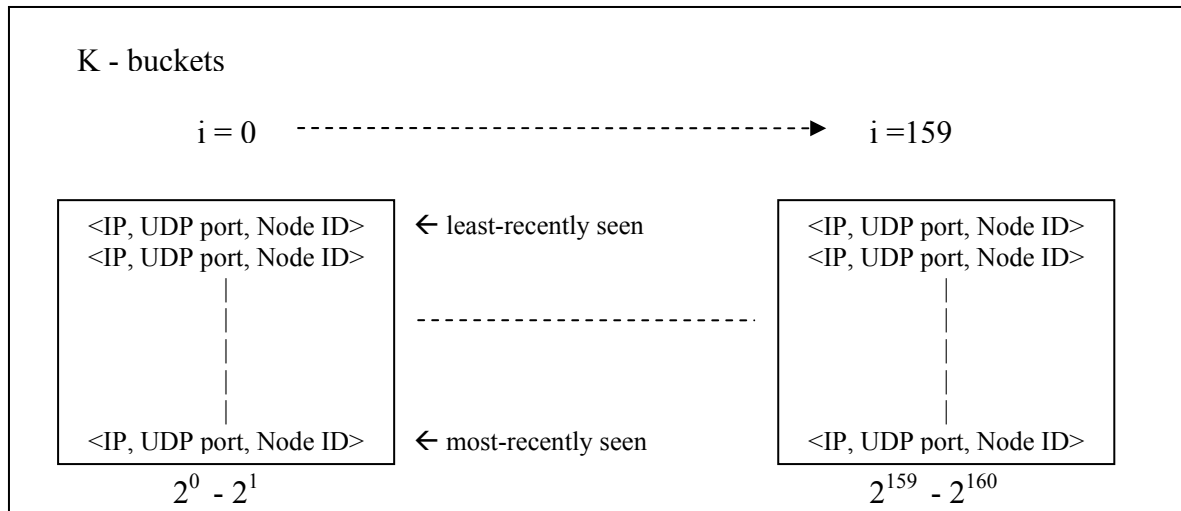 K - buckets
i = 0
i =159
<IP, UDP port, Node ID>
<IP, UDP port, Node ID>
<IP, UDP port, Node ID>
← least-recently seen
← most-recently seen
2^0 - 2^1
<IP, UDP port, Node ID>
<IP, UDP port, Node ID>
<IP, UDP port, Node ID>
2^159 - 2^160